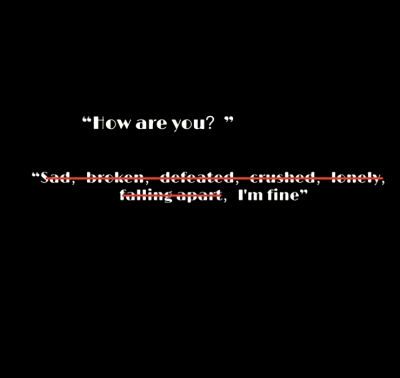 “How are you? ”
“Sad, broken, defeated, crushed, lonely,
falling apart, I'm fine”